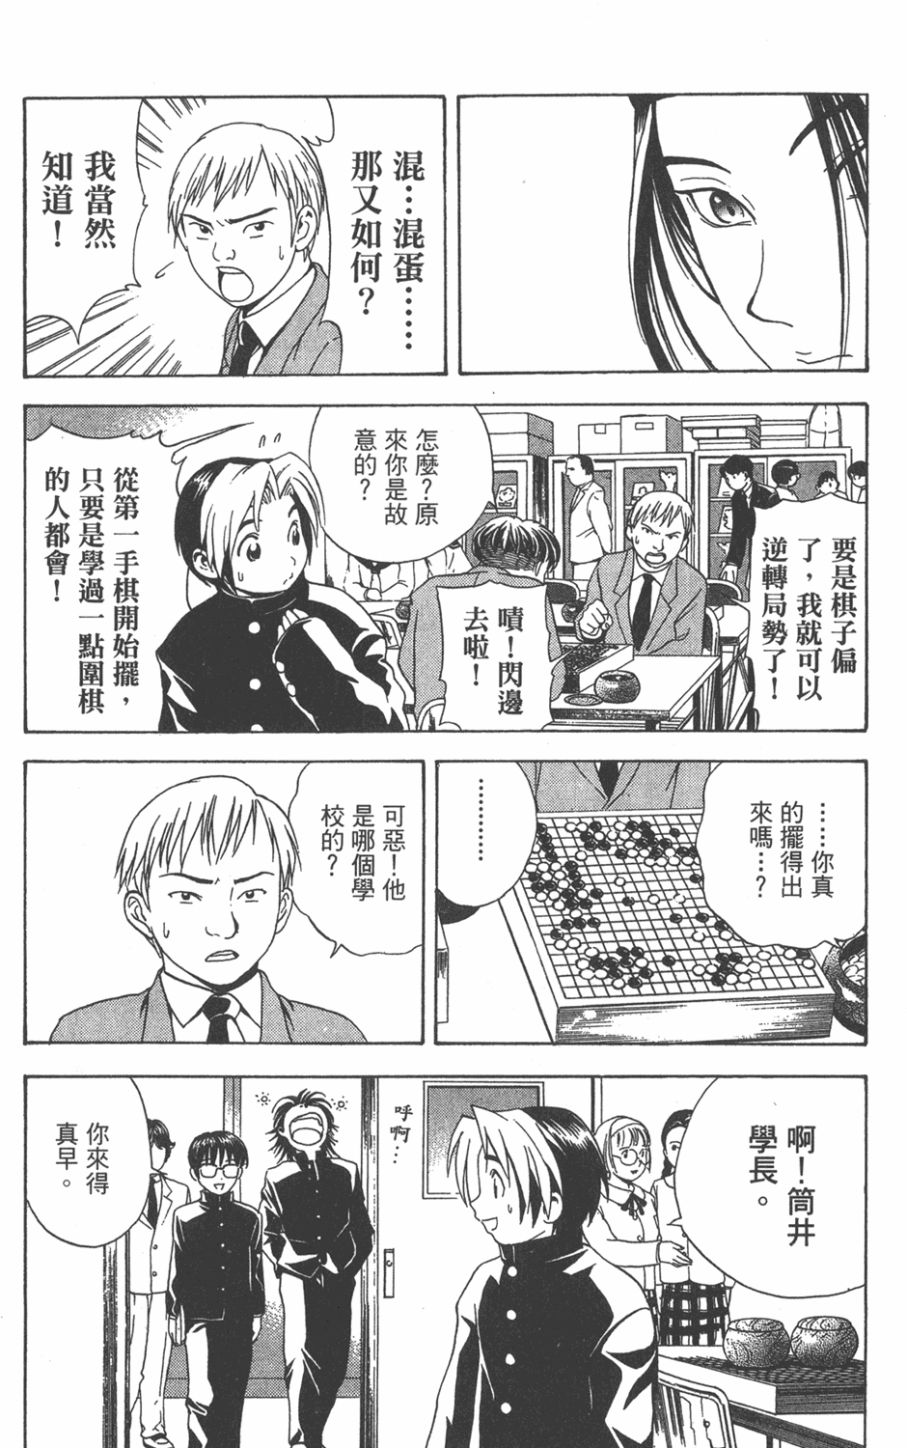 混…混蛋……
那又如何？
我當然
知道！
要是棋子偏
了，我就可以
逆轉局勢了！
嘖！閃邊
去啦！
怎麼？原
來你是故
意的？
從第一手棋開始擺，
只要是學過一點圍棋
的人都會！
……你真
的擺得出
來嗎…？
…………
可惡！他
是哪個學
校的？
啊！筒井
學長。
呼啊…
你來得
真早。